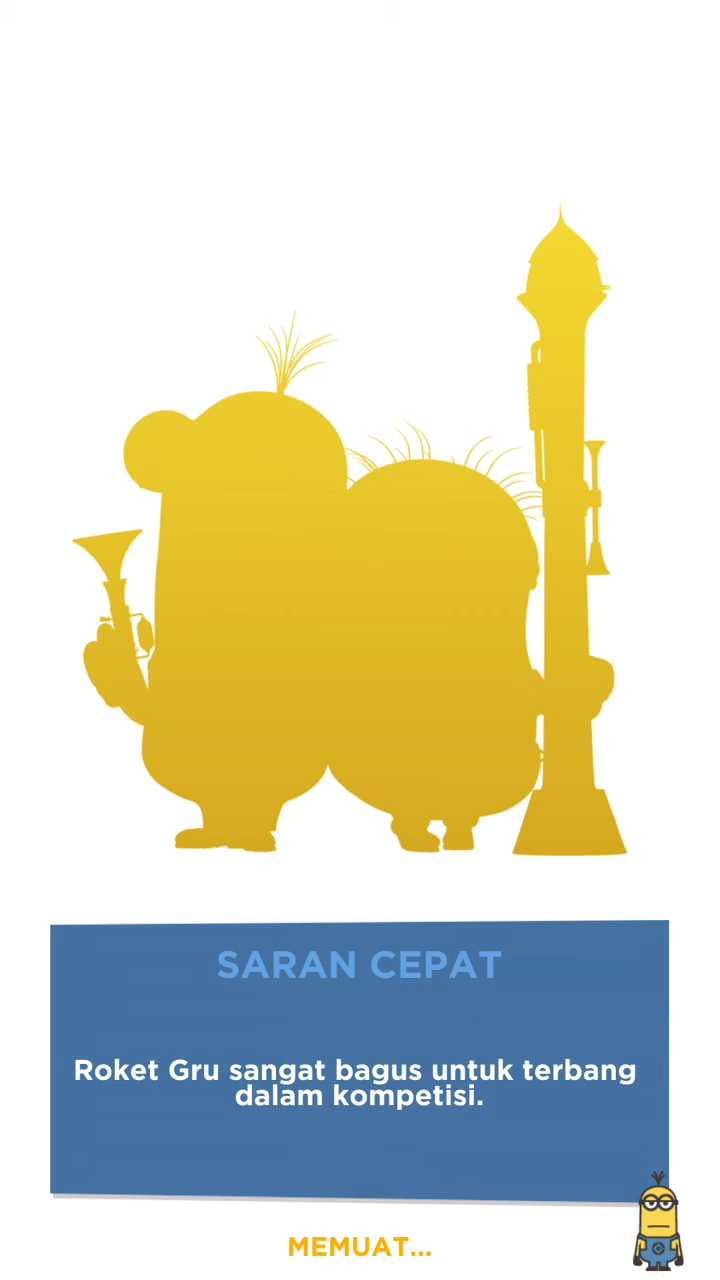 SARAN CEPAT
Roket Gru sangat bagus untuk terbang
dalam kompetisi.
MEMUAT...